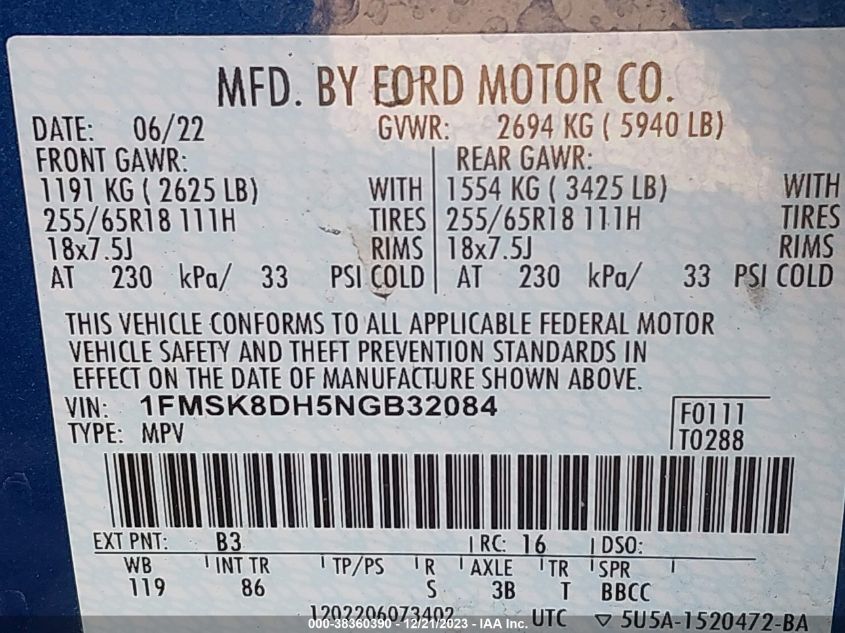 MFD. BY FORD MOTOR CO.
DATE: 06/22 GVWR: 2694 KG ( 5940 LB)
FRONT GAWR: REAR GAWR:
1191 KG ( 2625 LB) WITH 1554 KG ( 3425 LB) WITH
255/65R18 111H TIRES 255/65R18 111H TIRES
18x7.5J RIMS 18x7.5J RIMS
AT 230 kPa/ 33 PSI COLD AT 230 kPa/ 33 PSI COLD
THIS VEHICLE CONFORMS TO ALL APPLICABLE FEDERAL MOTOR
VEHICLE SAFETY AND THEFT PREVENTION STANDARDS IN
EFFECT ON THE DATE OF MANUFACTURE SHOWN ABOVE.
VIN: 1FMSK8DH5NGB32084 F0111
TYPE: MPV T0288
EXT PNT: B3 RC: 16 DSO:
WB INT TR TP/PS R AXLE TR SPR
119 86 S 3B T BBCC
1202206073402 UTC ▽ 5U5A-1520472-BA
000-38360390 - 12/21/2023 - IAA Inc.